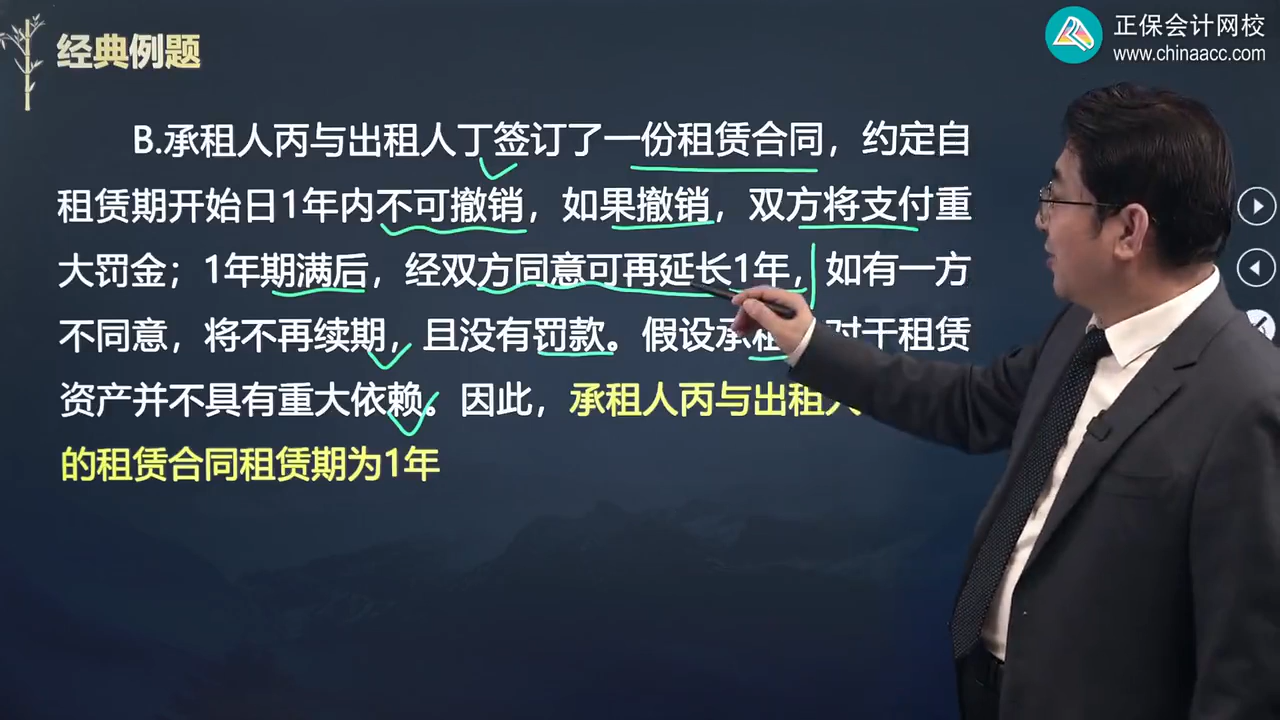 经典例题
正保会计网校
www.chinaacc.com
B.承租人丙与出租人丁签订了一份租赁合同，约定自
租赁期开始日1年内不可撤销，如果撤销，双方将支付重
大罚金；1年期满后，经双方同意可再延长1年，如有一方
不同意，将不再续期，且没有罚款。假设承租 对于租赁
资产并不具有重大依赖。因此，承租人丙与出租人
的租赁合同租赁期为1年